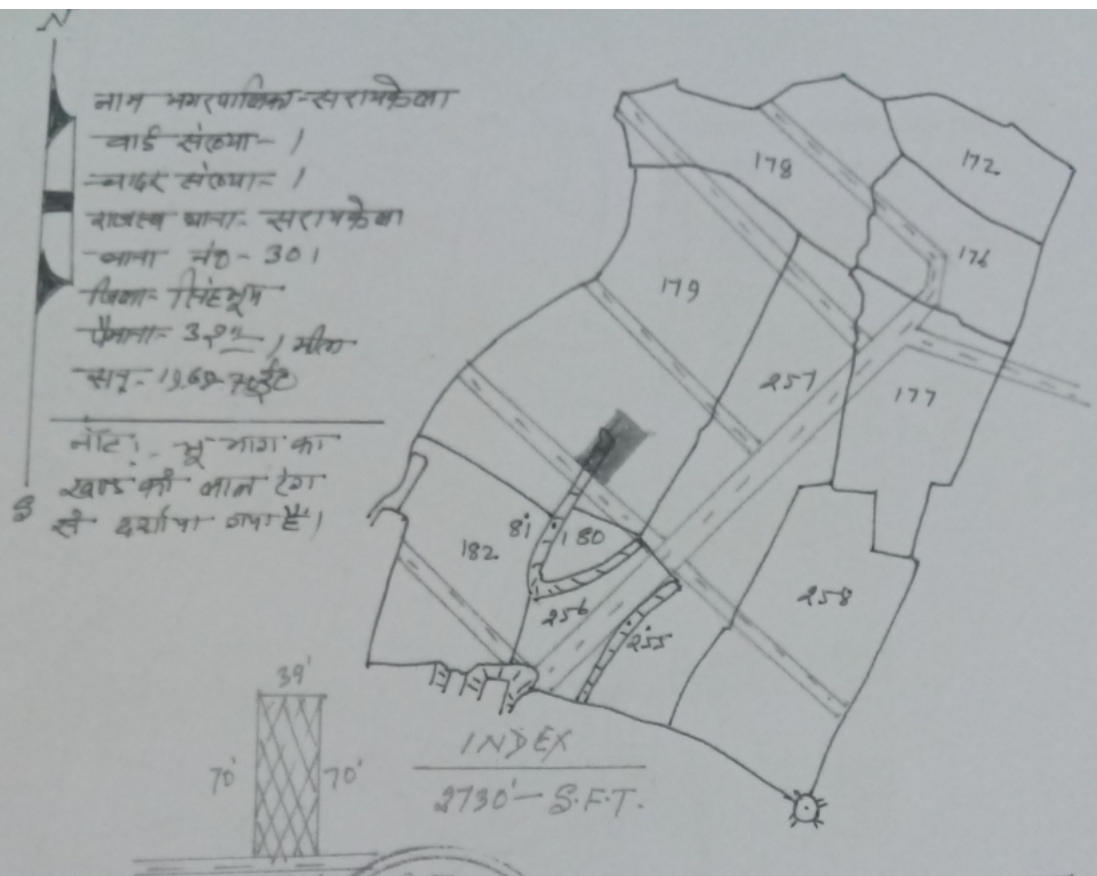 N
नाम नगरपालिका - सरायकेला
वार्ड संख्या - 1
चादर संख्या - 1
राजस्व थाना - सरायकेला
थाना नं० - 301
जिला - सिंहभूम
पैमाना - 32" = 1 मील
सन् - 1969-70 ई०
नोट: - भू भाग का
खण्ड को लाल रंग
से दर्शाया गया है।
S
178
172
176
179
257
177
81
180
182
256
255
258
39'
70'
70'
INDEX
2730' - S.F.T.